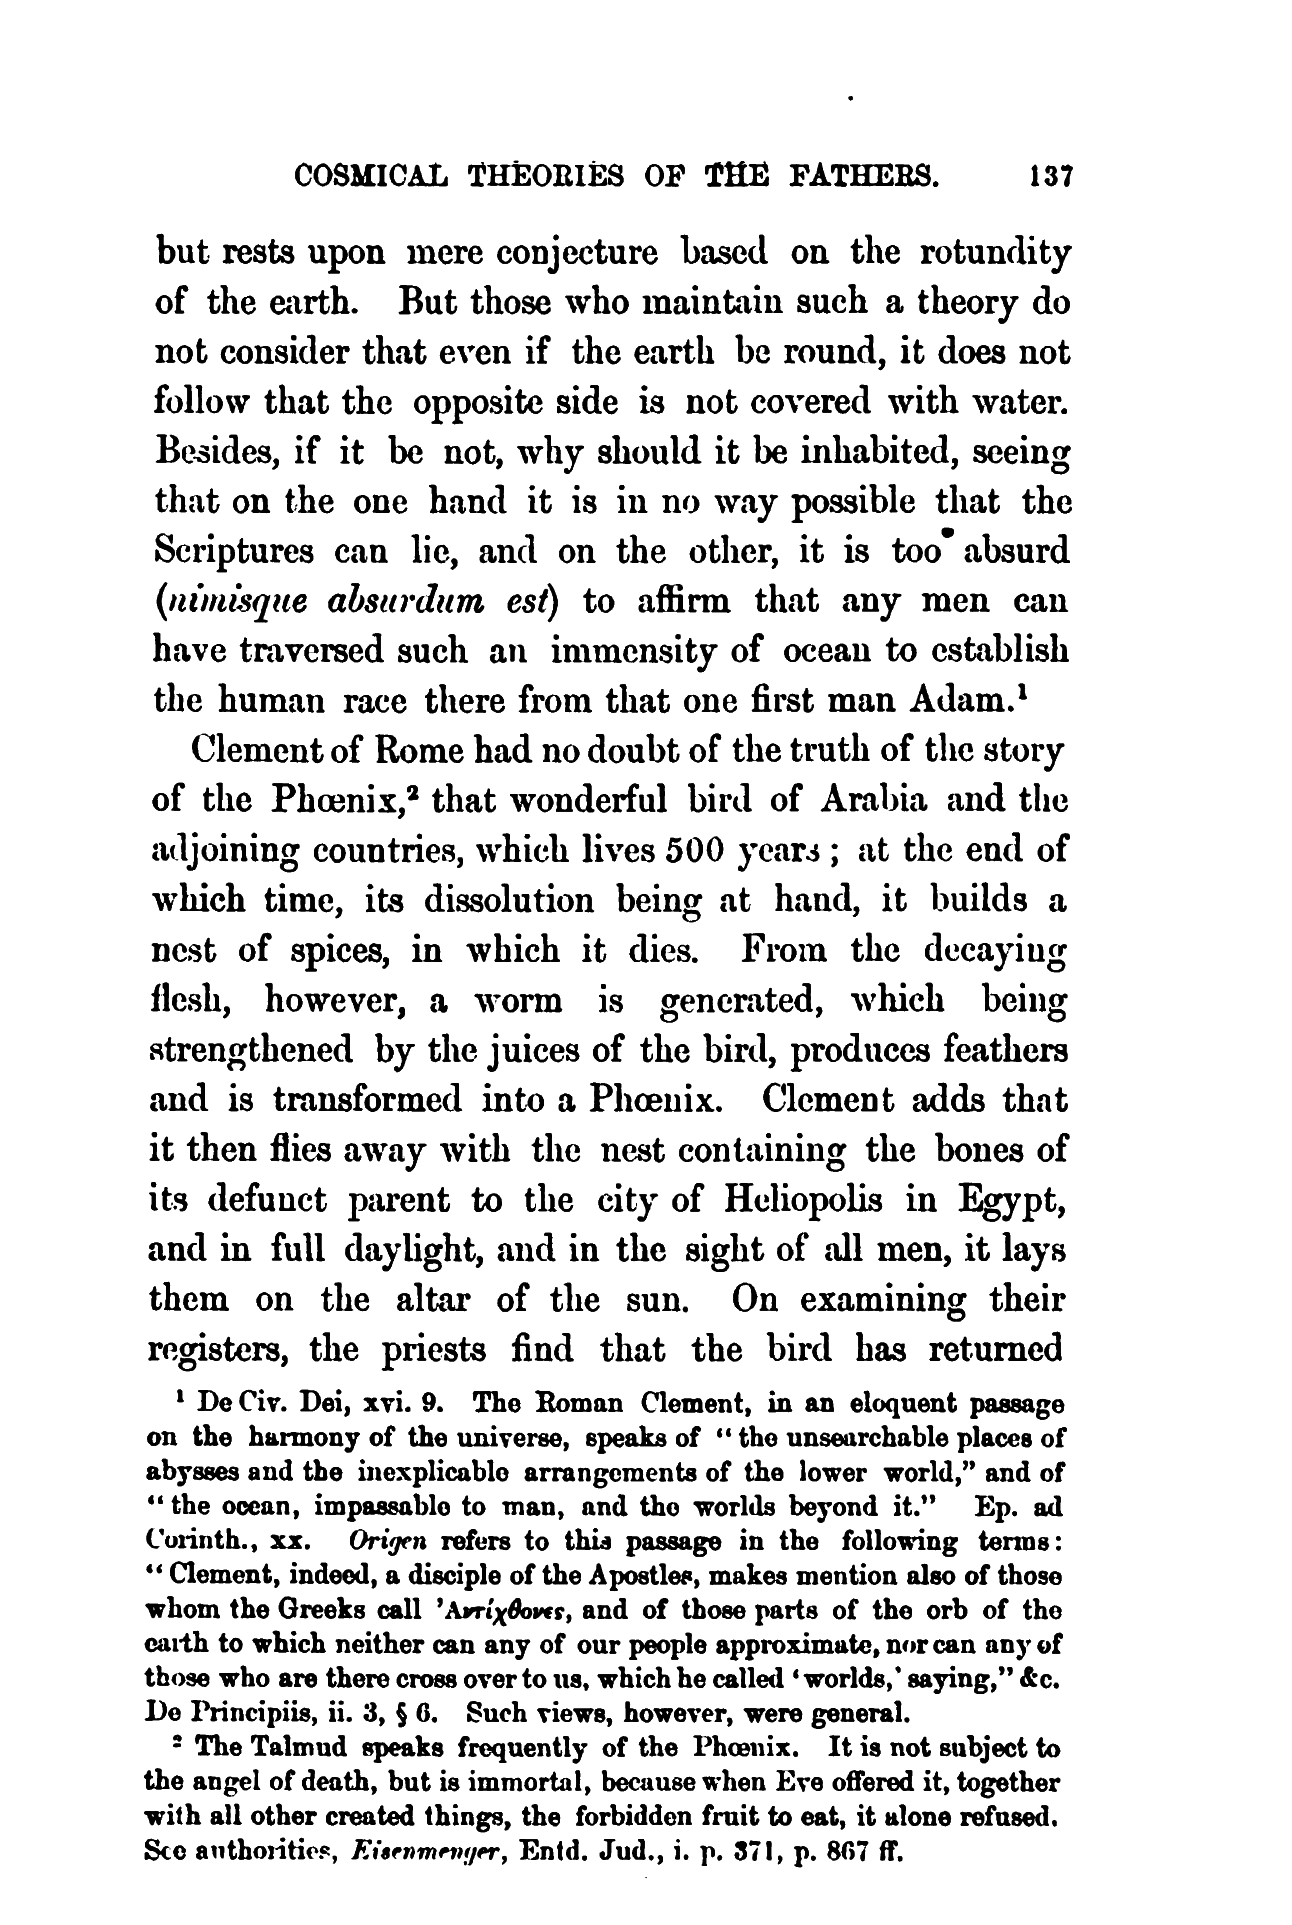 COSMICAL THEORIES OF THE FATHERS. 137
but rests upon mere conjecture based on the rotundity
of the earth. But those who maintain such a theory do
not consider that even if the earth be round, it does not
follow that the opposite side is not covered with water.
Besides, if it be not, why should it be inhabited, seeing
that on the one hand it is in no way possible that the
Scriptures can lie, and on the other, it is too absurd
(nimisque absurdum est) to affirm that any men can
have traversed such an immensity of ocean to establish
the human race there from that one first man Adam.¹
Clement of Rome had no doubt of the truth of the story
of the Phœnix,² that wonderful bird of Arabia and the
adjoining countries, which lives 500 years ; at the end of
which time, its dissolution being at hand, it builds a
nest of spices, in which it dies. From the decaying
flesh, however, a worm is generated, which being
strengthened by the juices of the bird, produces feathers
and is transformed into a Phœnix. Clement adds that
it then flies away with the nest containing the bones of
its defunct parent to the city of Heliopolis in Egypt,
and in full daylight, and in the sight of all men, it lays
them on the altar of the sun. On examining their
registers, the priests find that the bird has returned
¹ De Civ. Dei, xvi. 9. The Roman Clement, in an eloquent passage
on the harmony of the universe, speaks of “the unsearchable places of
abysses and the inexplicable arrangements of the lower world,” and of
“the ocean, impassable to man, and the worlds beyond it.” Ep. ad
Corinth., xx. Origen refers to this passage in the following terms:
“Clement, indeed, a disciple of the Apostles, makes mention also of those
whom the Greeks call ’Αντίχθονες, and of those parts of the orb of the
earth to which neither can any of our people approximate, nor can any of
those who are there cross over to us, which he called ‘worlds,’ saying,” &c.
De Principiis, ii. 3, § 6. Such views, however, were general.
² The Talmud speaks frequently of the Phœnix. It is not subject to
the angel of death, but is immortal, because when Eve offered it, together
with all other created things, the forbidden fruit to eat, it alone refused.
See authorities, Eisenmenger, Entd. Jud., i. p. 371, p. 867 ff.